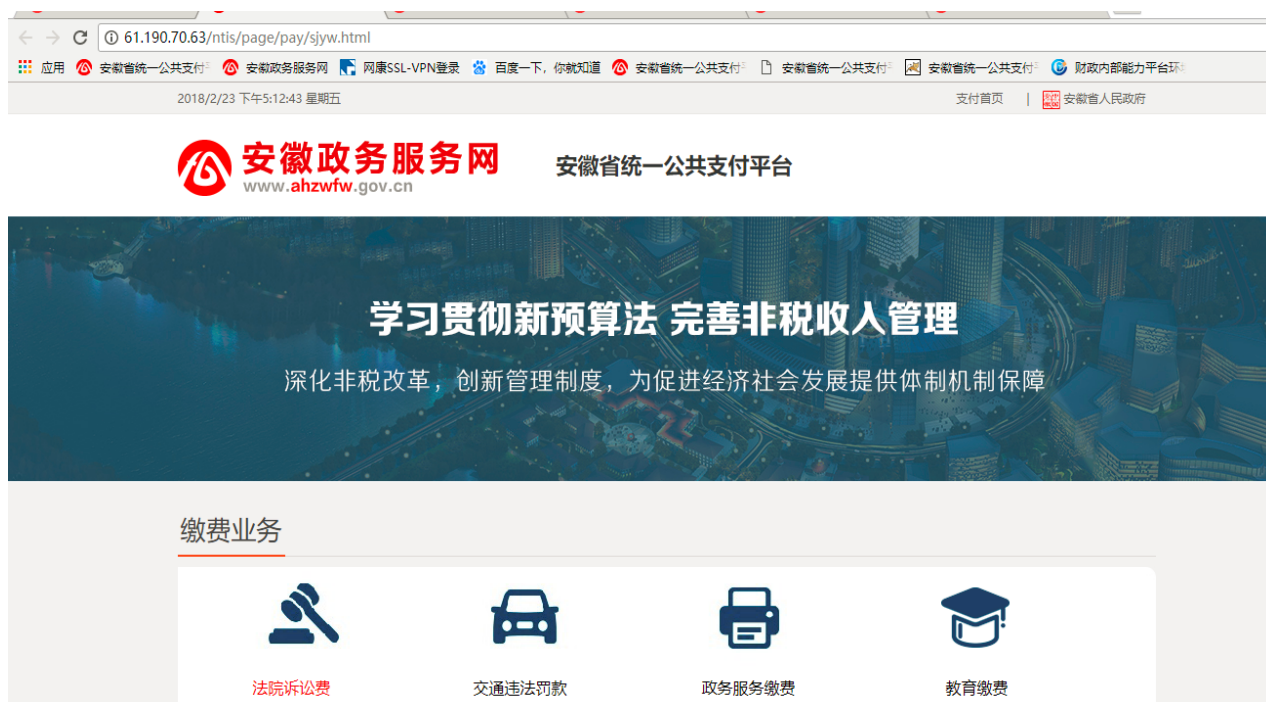 61.190.70.63/ntis/page/pay/sjyw.html
应用 安徽省统一公共支付平 安徽政务服务网 网康SSL-VPN登录 百度一下，你就知道 安徽省统一公共支付平 安徽省统一公共支付平 安徽省统一公共支付平 财政内部能力平台环
2018/2/23 下午5:12:43 星期五 支付首页 | 安徽省人民政府
安徽政务服务网 安徽省统一公共支付平台
www.ahzwfw.gov.cn
学习贯彻新预算法 完善非税收入管理
深化非税改革，创新管理制度，为促进经济社会发展提供体制机制保障
缴费业务
法院诉讼费 交通违法罚款 政务服务缴费 教育缴费